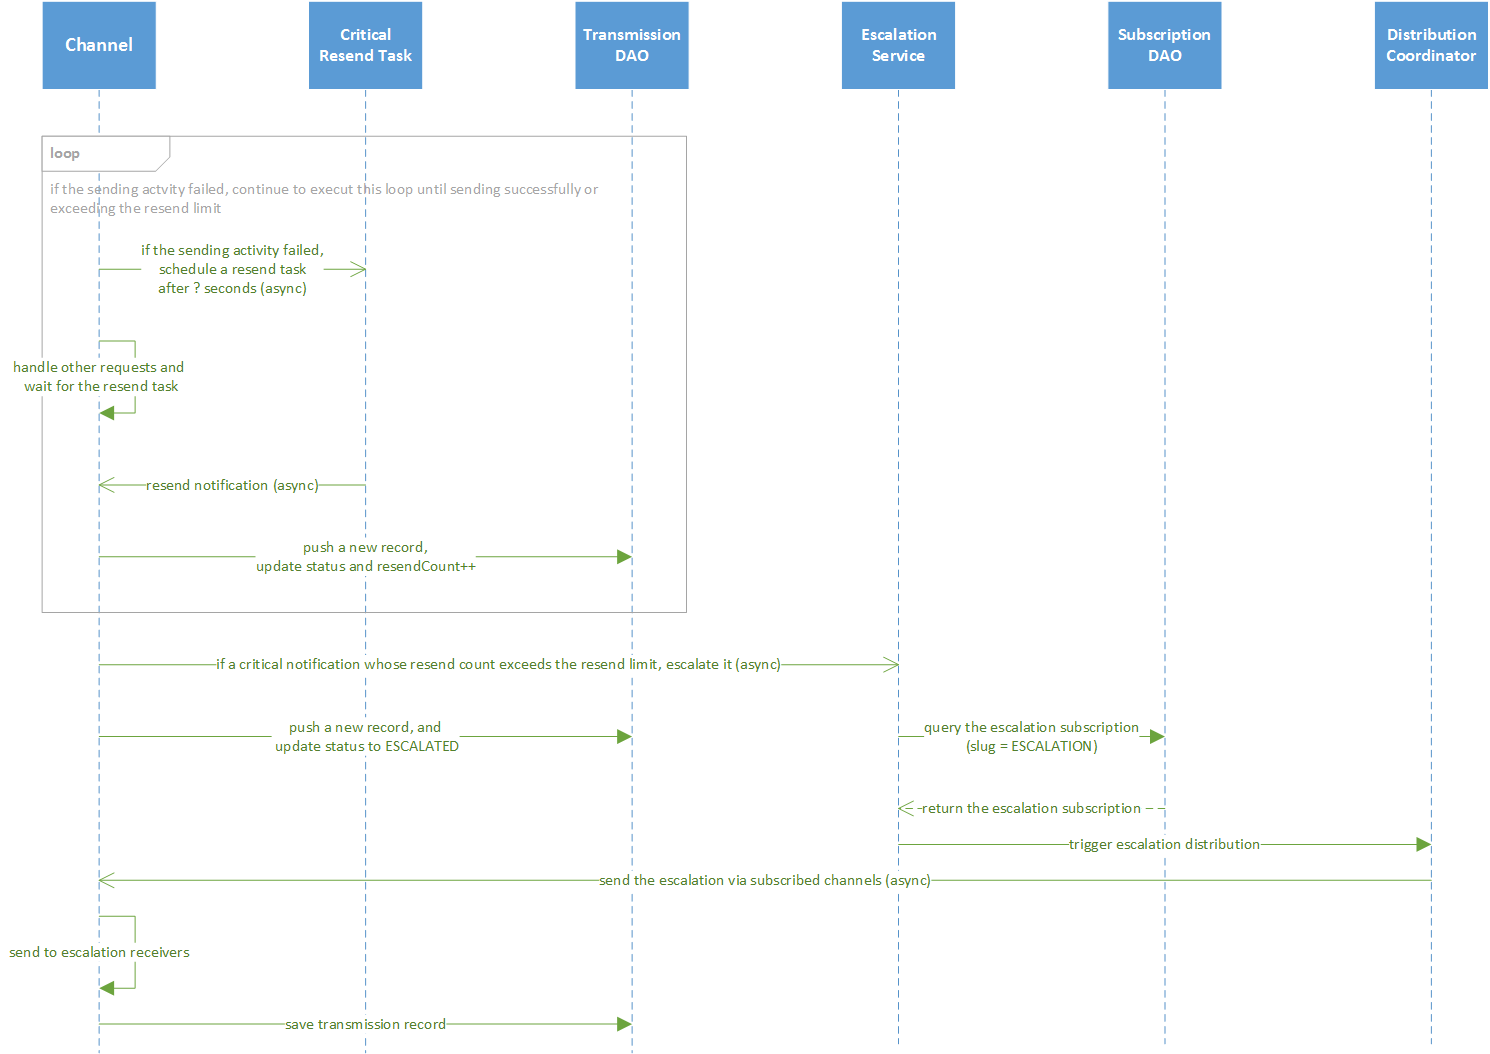 Channel
Critical
Resend Task
Transmission
DAO
Escalation
Service
Subscription
DAO
Distribution
Coordinator
loop
if the sending actvity failed, continue to execut this loop until sending successfully or
exceeding the resend limit
if the sending activity failed,
schedule a resend task
after ? seconds (async)
handle other requests and
wait for the resend task
resend notification (async)
push a new record,
update status and resendCount++
if a critical notification whose resend count exceeds the resend limit, escalate it (async)
push a new record, and
update status to ESCALATED
query the escalation subscription
(slug = ESCALATION)
return the escalation subscription
trigger escalation distribution
send the escalation via subscribed channels (async)
send to escalation receivers
save transmission record